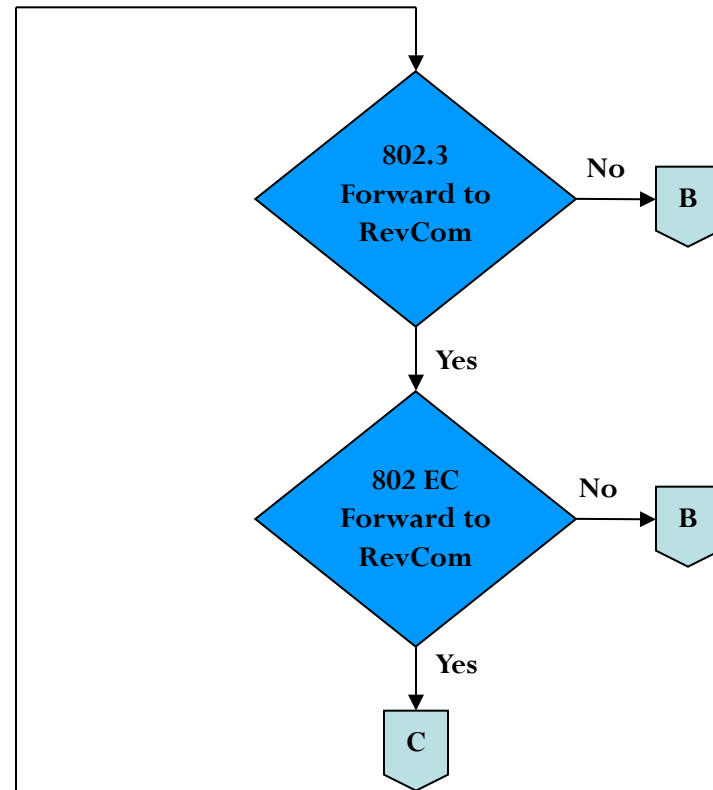 802.3
Forward to
RevCom
No
B
Yes
802 EC
Forward to
RevCom
No
B
Yes
C